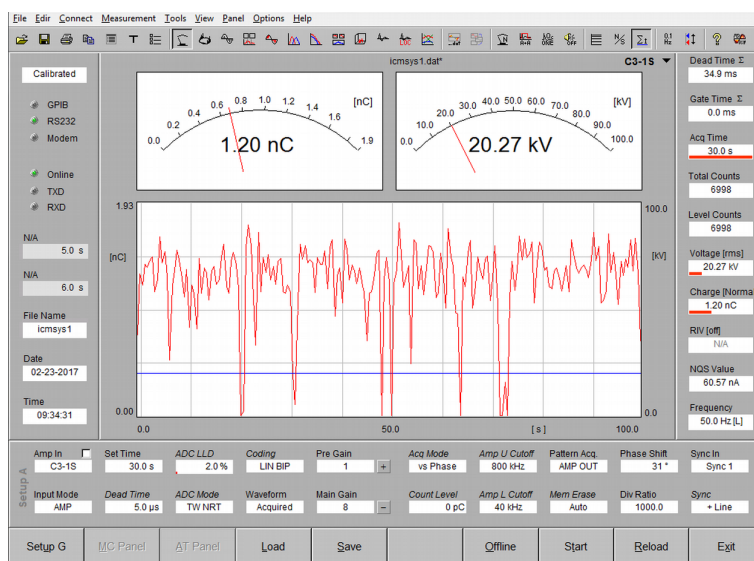 File Edit Connect Measurement Tools View Panel Options Help
icmsys1.dat* C3-1S
Calibrated
GPIB
RS232
Modem
Online
TXD
RXD
N/A
5.0 s
N/A
6.0 s
File Name
icmsys1
Date
02-23-2017
Time
09:34:31
0.0 0.2 0.4 0.6 0.8 1.0 1.2 1.4 1.6 1.9
[nC]
1.20 nC
0.0 10.0 20.0 30.0 40.0 50.0 60.0 70.0 80.0 90.0 100.0
[kV]
20.27 kV
1.93 100.0
[nC] [kV]
0.00 0.0
0.0 50.0 [ s ] 100.0
Dead Time Σ
34.9 ms
Gate Time Σ
0.0 ms
Acq Time
30.0 s
Total Counts
6998
Level Counts
6998
Voltage [rms]
20.27 kV
Charge [Norma
1.20 nC
RIV [off]
N/A
NQS Value
60.57 nA
Frequency
50.0 Hz [L]
Setup A
Amp In Set Time ADC LLD Coding Pre Gain Acq Mode Amp U Cutoff Pattern Acq. Phase Shift Sync In
C3-1S 30.0 s 2.0 % LIN BIP 1 + vs Phase 800 kHz AMP OUT 31 ° Sync 1
Input Mode Dead Time ADC Mode Waveform Main Gain Count Level Amp L Cutoff Mem Erase Div Ratio Sync
AMP 5.0 µs TW NRT Acquired 8 − 0 pC 40 kHz Auto 1000.0 + Line
Setup G MC Panel AT Panel Load Save Offline Start Reload Exit